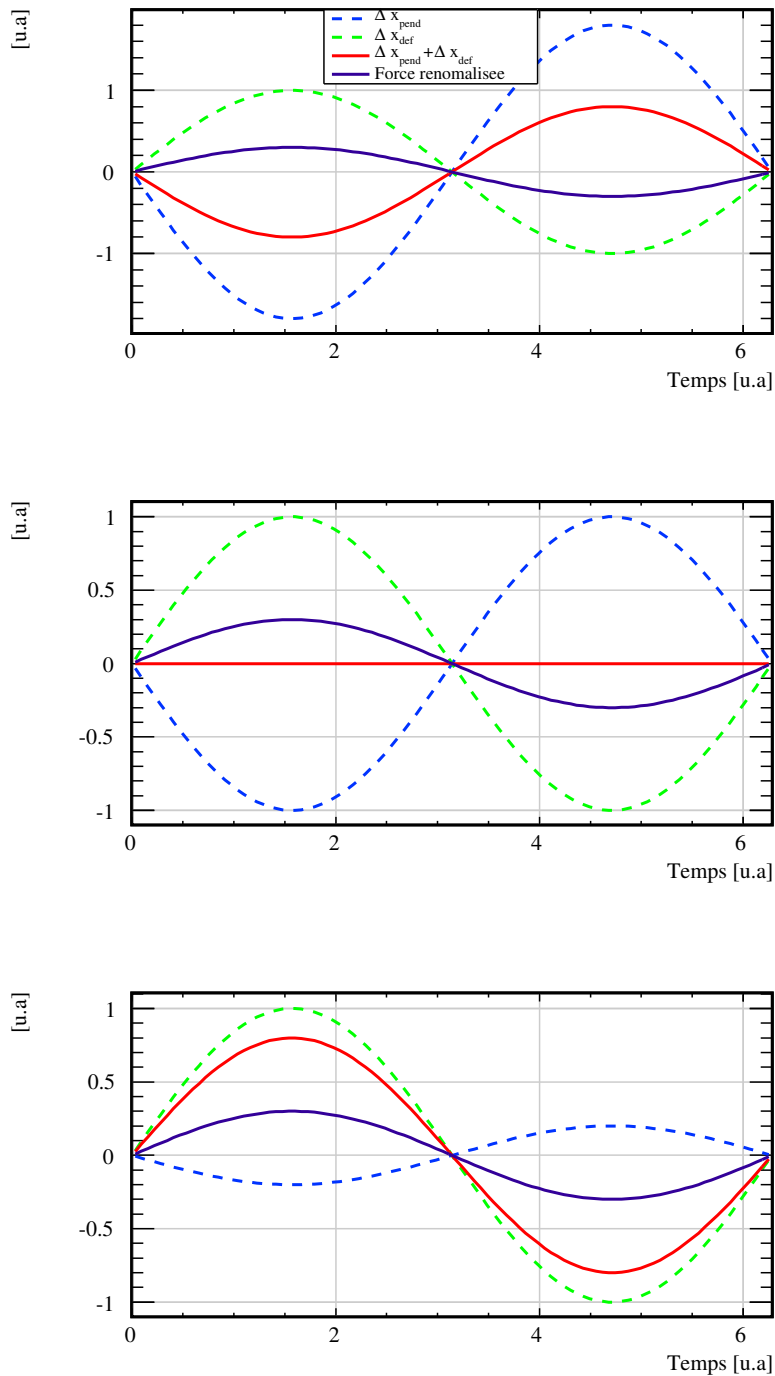 [u.a]
Δ x_pend
Δ x_def
Δ x_pend+Δ x_def
Force renomalisee
1
0
-1
0 2 4 6
Temps [u.a]
[u.a]
1
0.5
0
-0.5
-1
0 2 4 6
Temps [u.a]
[u.a]
1
0.5
0
-0.5
-1
0 2 4 6
Temps [u.a]